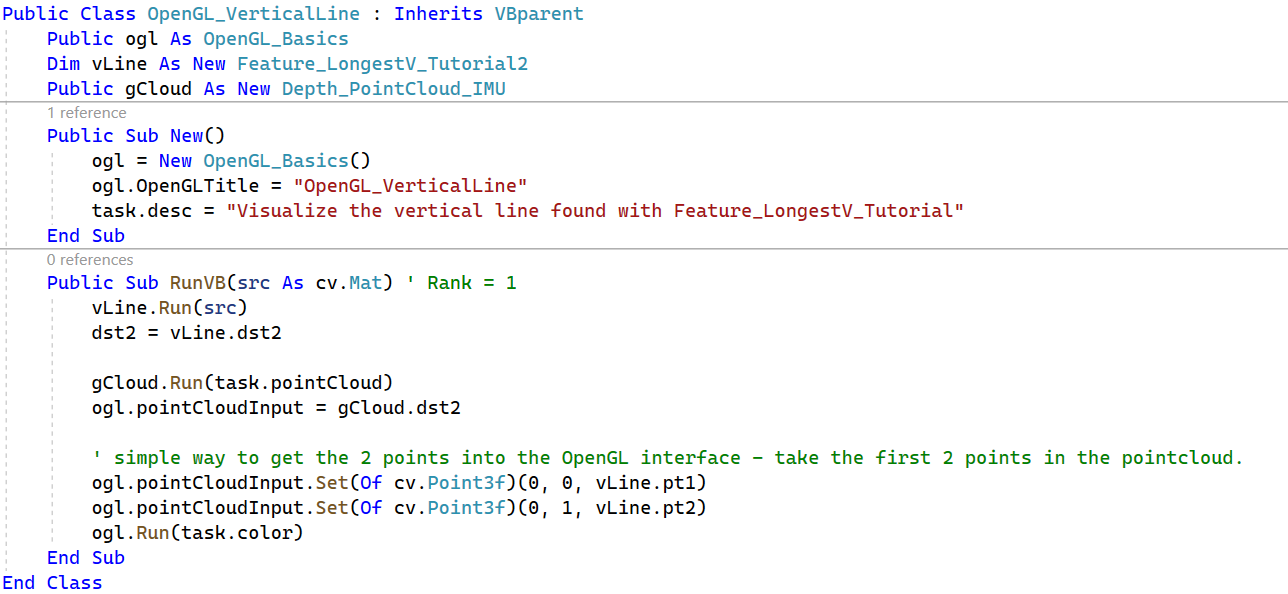 Public Class OpenGL_VerticalLine : Inherits VBparent
    Public ogl As OpenGL_Basics
    Dim vLine As New Feature_LongestV_Tutorial2
    Public gCloud As New Depth_PointCloud_IMU
    1 reference
    Public Sub New()
        ogl = New OpenGL_Basics()
        ogl.OpenGLTitle = "OpenGL_VerticalLine"
        task.desc = "Visualize the vertical line found with Feature_LongestV_Tutorial"
    End Sub
    0 references
    Public Sub RunVB(src As cv.Mat) ' Rank = 1
        vLine.Run(src)
        dst2 = vLine.dst2

        gCloud.Run(task.pointCloud)
        ogl.pointCloudInput = gCloud.dst2

        ' simple way to get the 2 points into the OpenGL interface - take the first 2 points in the pointcloud.
        ogl.pointCloudInput.Set(Of cv.Point3f)(0, 0, vLine.pt1)
        ogl.pointCloudInput.Set(Of cv.Point3f)(0, 1, vLine.pt2)
        ogl.Run(task.color)
    End Sub
End Class